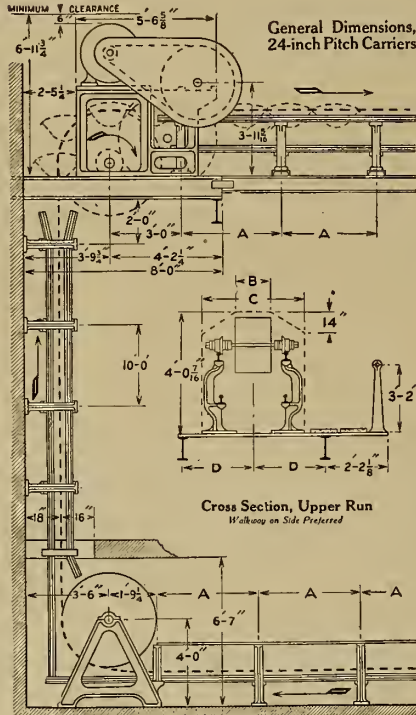 MINIMUM CLEARANCE
6"
5'-6 5/8"
General Dimensions,
24-inch Pitch Carriers
6'-11 3/4"
2'-5 1/4"
3'-11 5/16"
2'-0"
3'-0"
A
A
3'-9 3/4"
4'-2 1/4"
8'-0"
B
C
14"
10'-0"
4'-0 7/16"
3'-2"
D
D
2'-2 1/8"
Cross Section, Upper Run
Walkway on Side Preferred
18"
16"
3'-6"
1'-9 1/4"
A
A
A
6'-7"
4'-0"